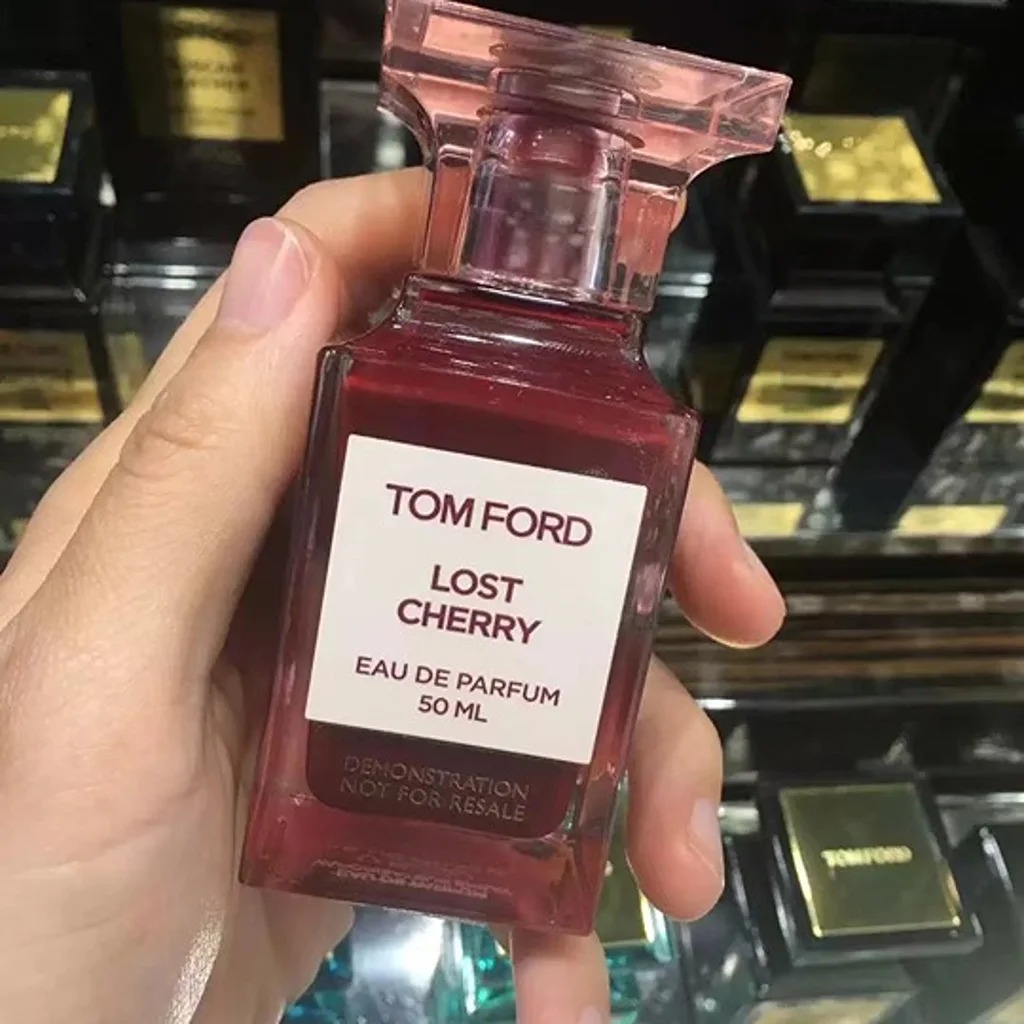 TOM FORD
LOST
CHERRY
EAU DE PARFUM
50 ML
DEMONSTRATION
NOT FOR RESALE
TOM FORD